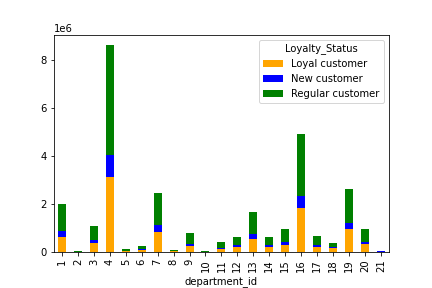 1e6
Loyalty_Status
Loyal customer
New customer
Regular customer
8
6
4
2
0
1 2 3 4 5 6 7 8 9 10 11 12 13 14 15 16 17 18 19 20 21
department_id